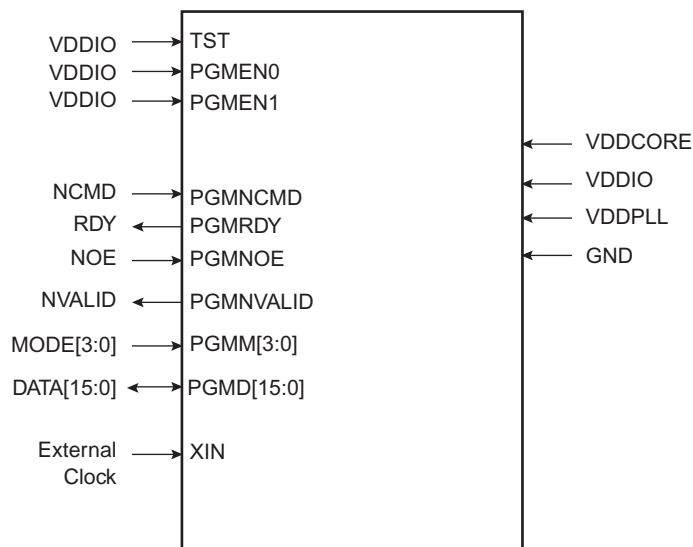 VDDIO TST
VDDIO PGMEN0
VDDIO PGMEN1
VDDCORE
VDDIO
NCMD PGMNCMD
VDDPLL
RDY PGMRDY
NOE PGMNOE
GND
NVALID PGMNVALID
MODE[3:0] PGMM[3:0]
DATA[15:0] PGMD[15:0]
External XIN
Clock